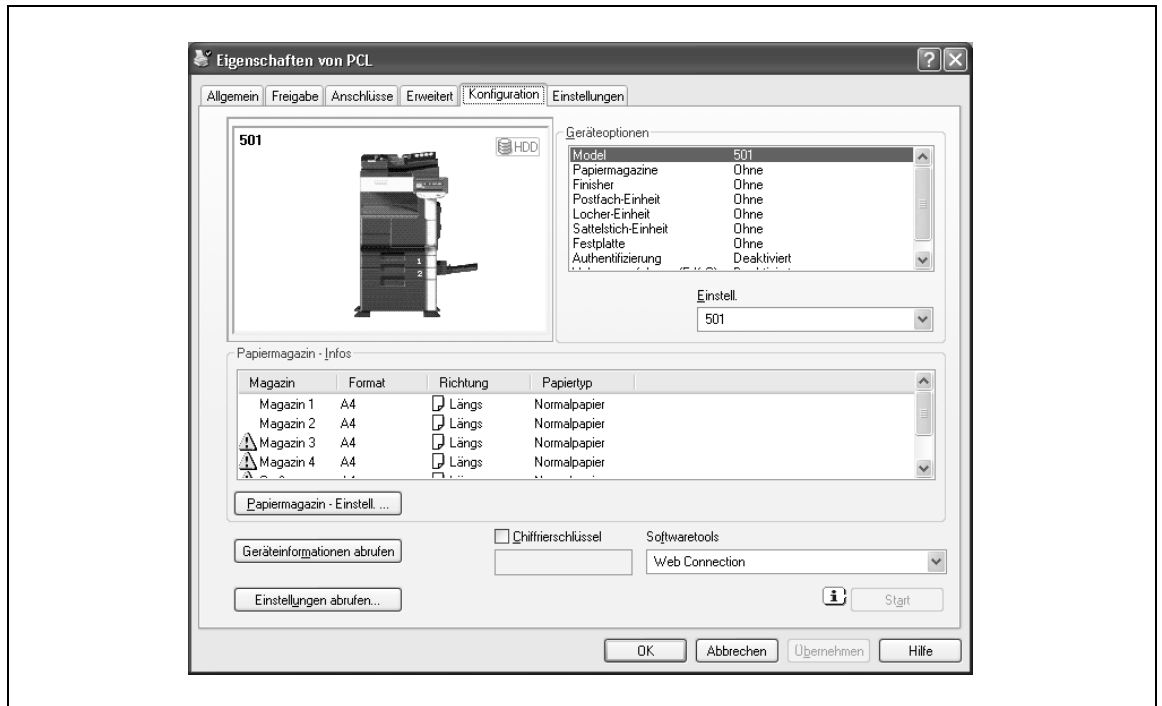 Eigenschaften von PCL
Allgemein Freigabe Anschlüsse Erweitert Konfiguration Einstellungen
501
HDD
1
2
Geräteoptionen
Model 501
Papiermagazine Ohne
Finisher Ohne
Postfach-Einheit Ohne
Locher-Einheit Ohne
Sattelstich-Einheit Ohne
Festplatte Ohne
Authentifizierung Deaktiviert
Einstell.
501
Papiermagazin - Infos
Magazin Format Richtung Papiertyp
Magazin 1 A4 Längs Normalpapier
Magazin 2 A4 Längs Normalpapier
Magazin 3 A4 Längs Normalpapier
Magazin 4 A4 Längs Normalpapier
Papiermagazin - Einstell. ...
Geräteinformationen abrufen
Chiffrierschlüssel
Softwaretools
Web Connection
Einstellungen abrufen...
Start
OK Abbrechen Übernehmen Hilfe